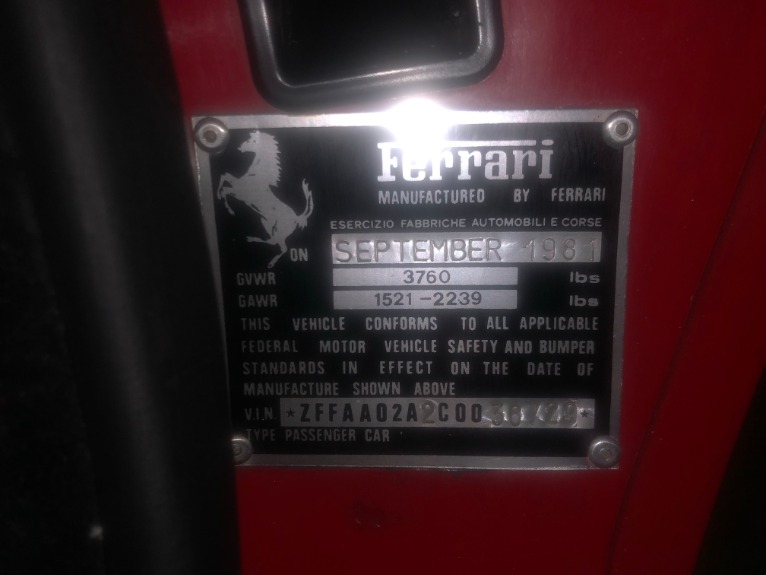 Ferrari
MANUFACTURED BY FERRARI
ESERCIZIO FABBRICHE AUTOMOBILI E CORSE
ON SEPTEMBER 1981
GVWR 3760 lbs
GAWR 1521-2239 lbs
THIS VEHICLE CONFORMS TO ALL APPLICABLE
FEDERAL MOTOR VEHICLE SAFETY AND BUMPER
STANDARDS IN EFFECT ON THE DATE OF
MANUFACTURE SHOWN ABOVE
V.I.N.
TYPE PASSENGER CAR